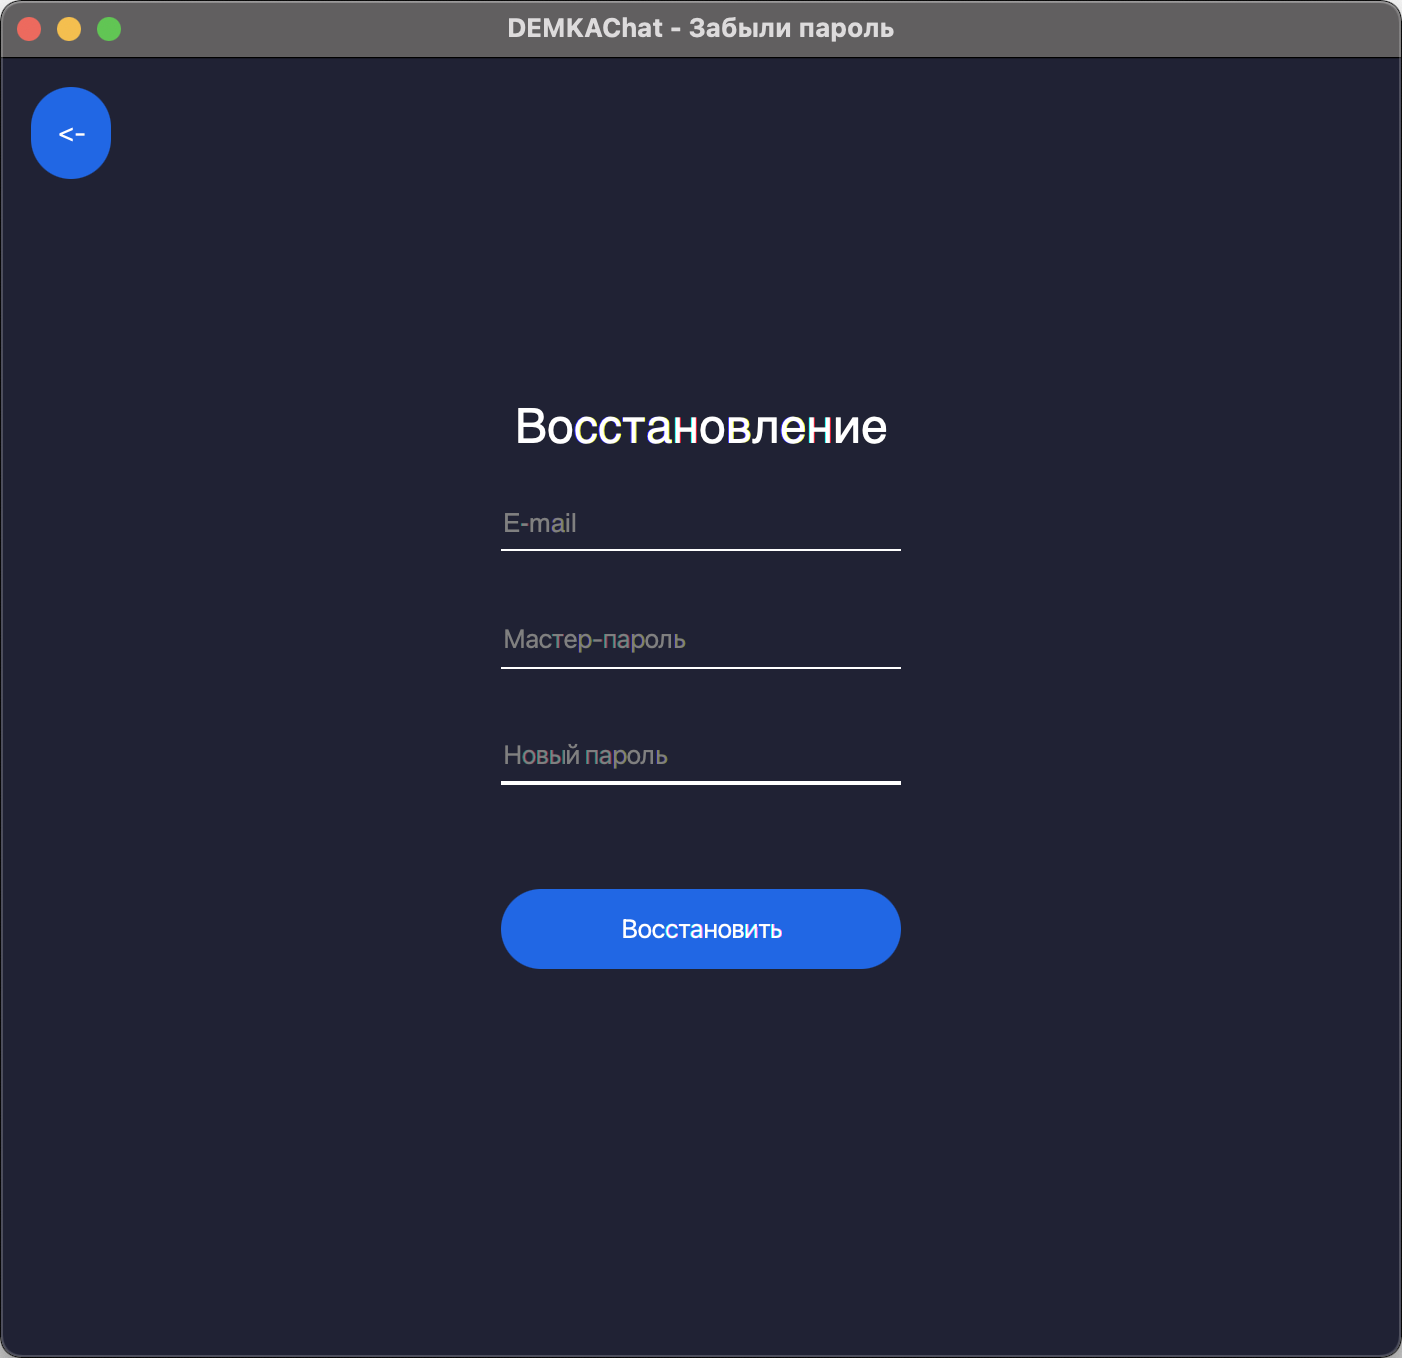 DEMKAChat - Забыли пароль
<-
Восстановление
E-mail
Мастер-пароль
Новый пароль
Восстановить